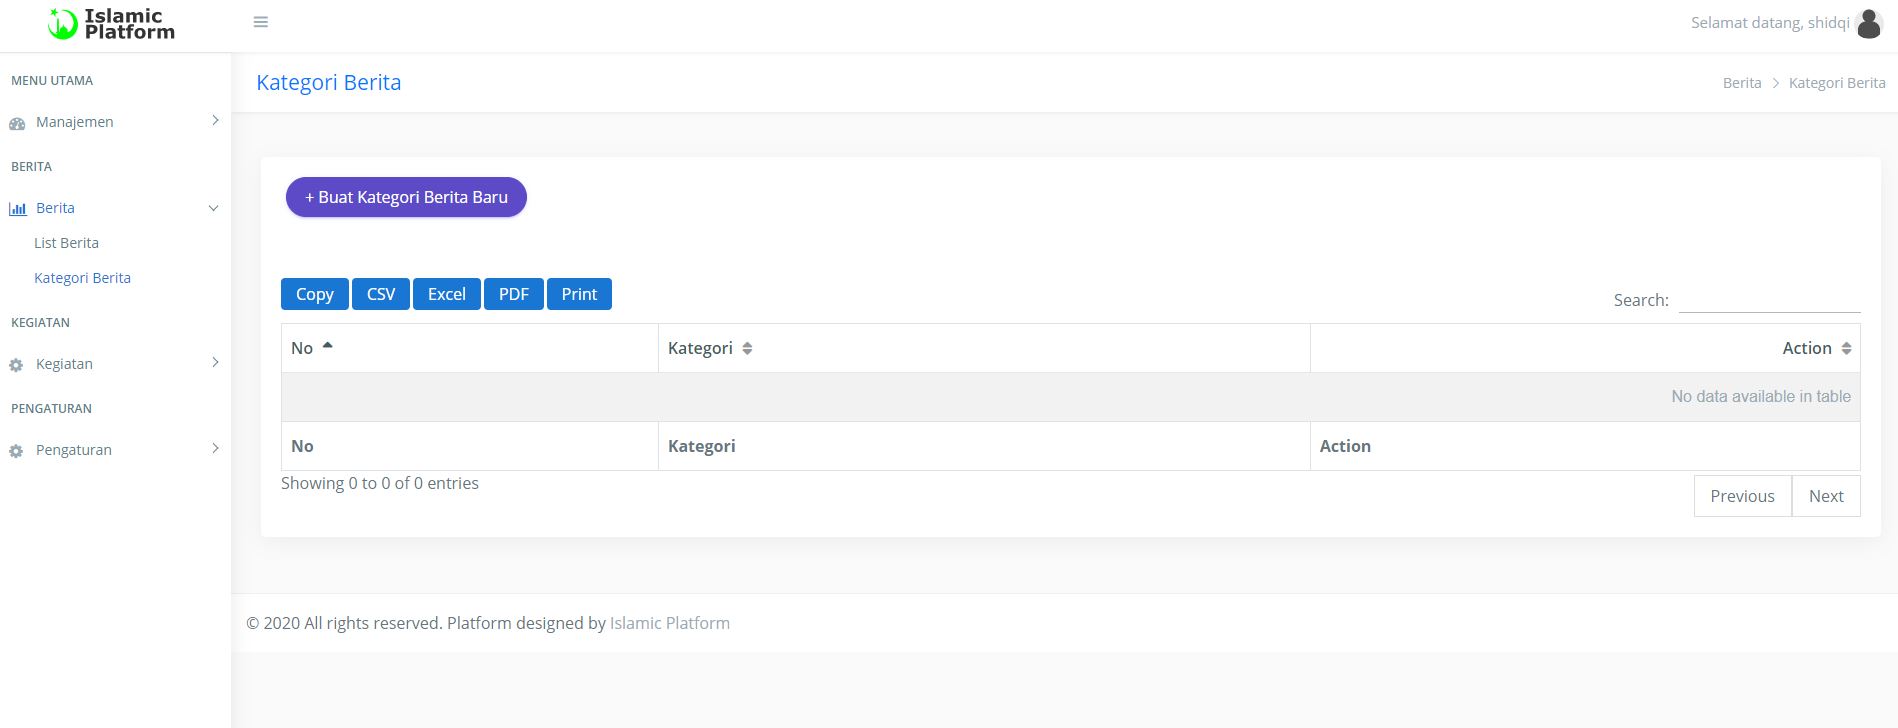 Islamic
Platform
Selamat datang, shidqi
MENU UTAMA
Manajemen
BERITA
Berita
List Berita
Kategori Berita
KEGIATAN
Kegiatan
PENGATURAN
Pengaturan
Kategori Berita
Berita > Kategori Berita
+ Buat Kategori Berita Baru
Copy CSV Excel PDF Print
Search:
No Kategori Action
No data available in table
No Kategori Action
Showing 0 to 0 of 0 entries
Previous Next
© 2020 All rights reserved. Platform designed by Islamic Platform